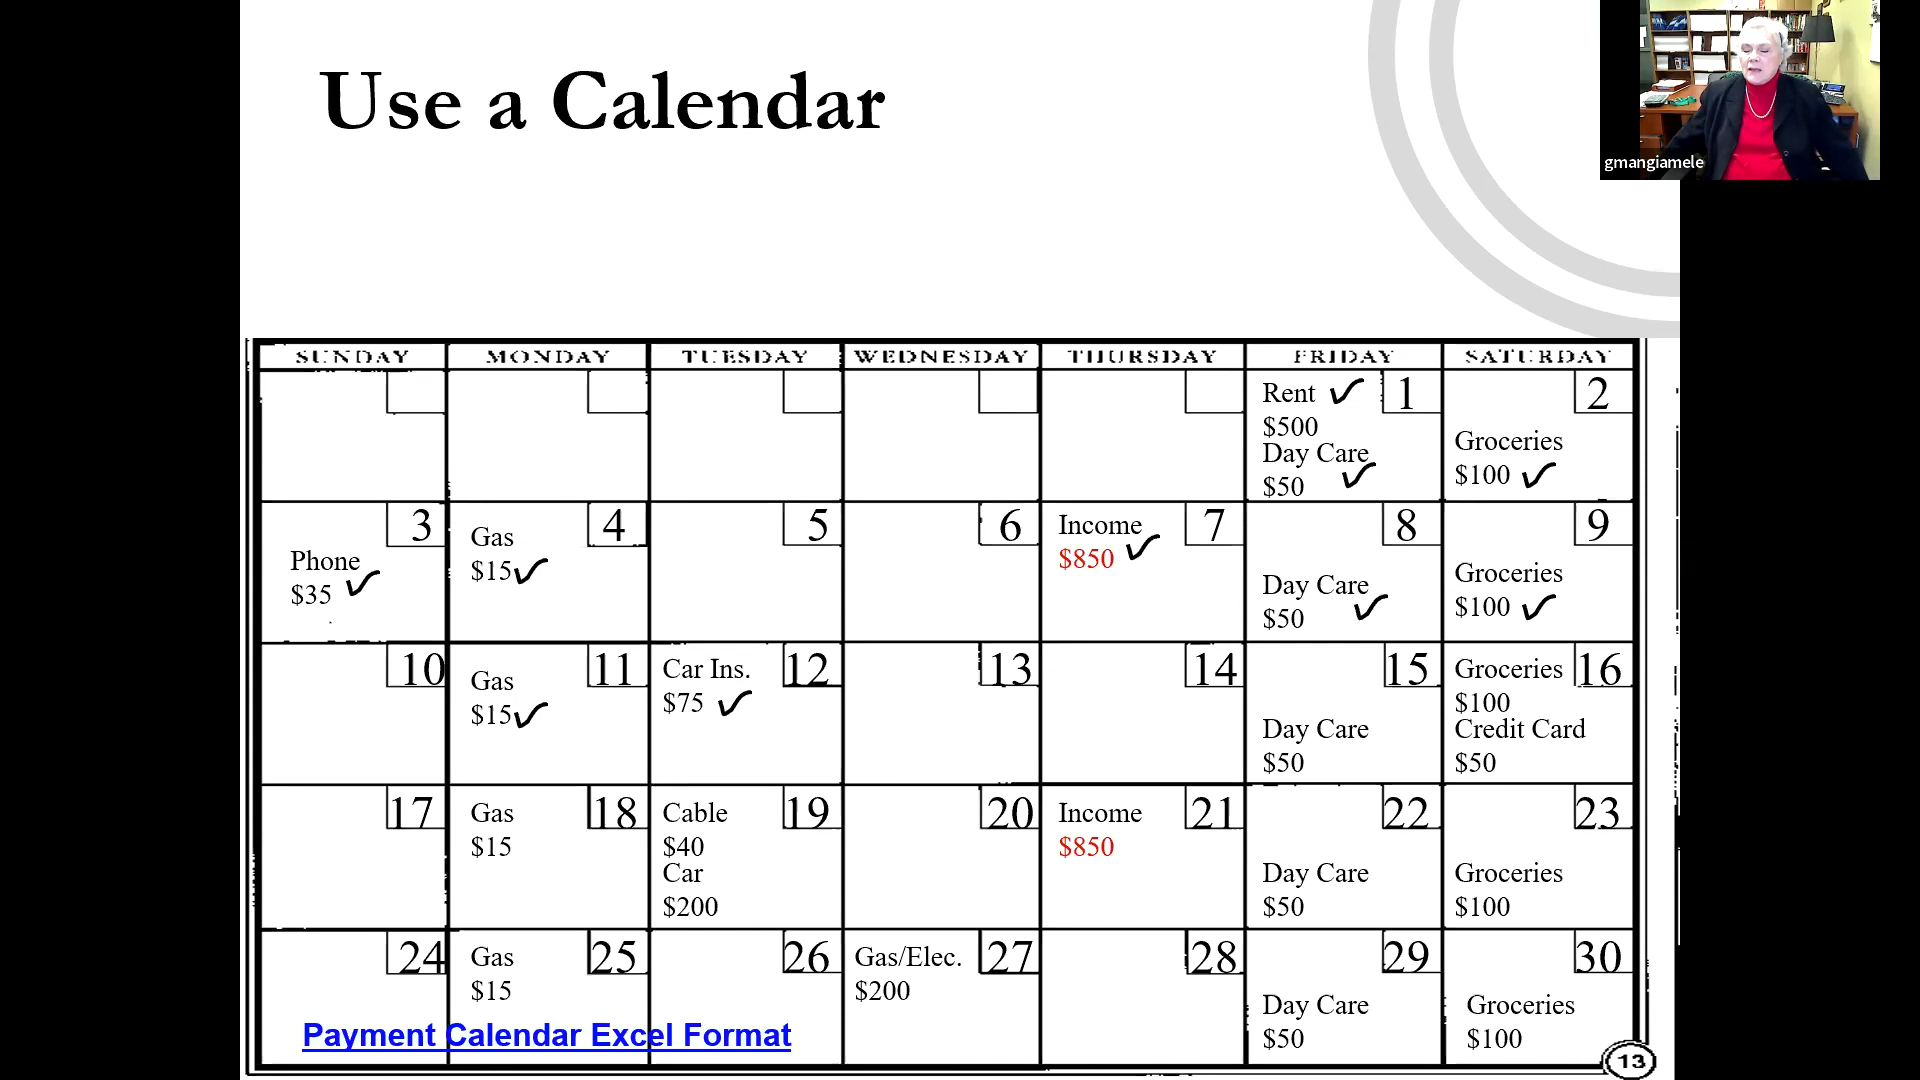 Use a Calendar
gmangiamele
SUNDAY MONDAY TUESDAY WEDNESDAY THURSDAY FRIDAY SATURDAY
Rent ✓ 1
$500
Day Care
$50 ✓
2
Groceries
$100 ✓
3
Phone
$35 ✓
Gas 4
$15 ✓
5
6
Income 7
$850 ✓
8
Day Care
$50 ✓
9
Groceries
$100 ✓
10
Gas 11
$15 ✓
Car Ins. 12
$75 ✓
13
14
15
Day Care
$50
Groceries 16
$100
Credit Card
$50
17
Gas 18
$15
Cable 19
$40
Car
$200
20
Income 21
$850
22
Day Care
$50
23
Groceries
$100
24
Gas 25
$15
26
Gas/Elec. 27
$200
28
29
Day Care
$50
30
Groceries
$100
Payment Calendar Excel Format
13